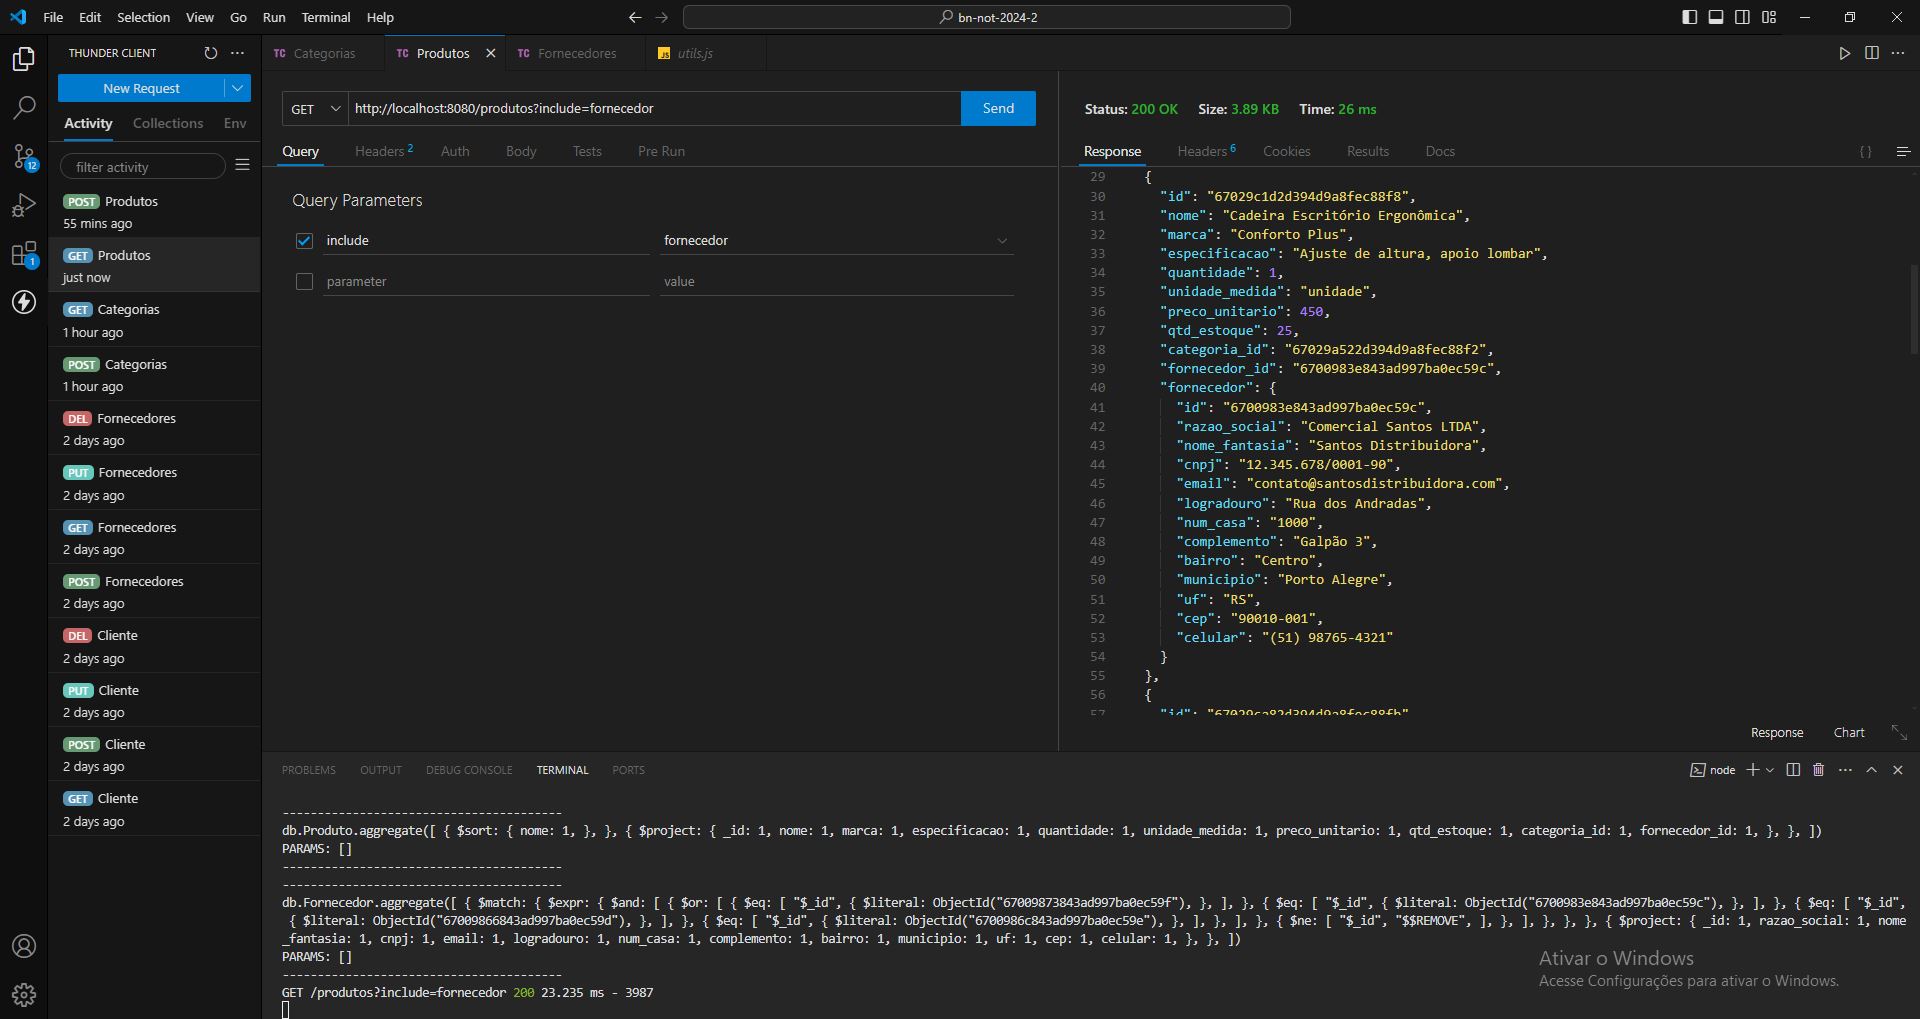 File Edit Selection View Go Run Terminal Help
bn-not-2024-2
THUNDER CLIENT
New Request
Activity Collections Env
filter activity
POST Produtos
55 mins ago
GET Produtos
just now
GET Categorias
1 hour ago
POST Categorias
1 hour ago
DEL Fornecedores
2 days ago
PUT Fornecedores
2 days ago
GET Fornecedores
2 days ago
POST Fornecedores
2 days ago
DEL Cliente
2 days ago
PUT Cliente
2 days ago
POST Cliente
2 days ago
GET Cliente
2 days ago
12
1
TC Categorias TC Produtos TC Fornecedores JS utils.js
GET http://localhost:8080/produtos?include=fornecedor Send
Query Headers 2 Auth Body Tests Pre Run
Query Parameters
include fornecedor
parameter value
Status: 200 OK Size: 3.89 KB Time: 26 ms
Response Headers 6 Cookies Results Docs { }
29 {
30 "id": "67029c1d2d394d9a8fec88f8",
31 "nome": "Cadeira Escritório Ergonômica",
32 "marca": "Conforto Plus",
33 "especificacao": "Ajuste de altura, apoio lombar",
34 "quantidade": 1,
35 "unidade_medida": "unidade",
36 "preco_unitario": 450,
37 "qtd_estoque": 25,
38 "categoria_id": "67029a522d394d9a8fec88f2",
39 "fornecedor_id": "6700983e843ad997ba0ec59c",
40 "fornecedor": {
41 "id": "6700983e843ad997ba0ec59c",
42 "razao_social": "Comercial Santos LTDA",
43 "nome_fantasia": "Santos Distribuidora",
44 "cnpj": "12.345.678/0001-90",
45 "email": "contato@santosdistribuidora.com",
46 "logradouro": "Rua dos Andradas",
47 "num_casa": "1000",
48 "complemento": "Galpão 3",
49 "bairro": "Centro",
50 "municipio": "Porto Alegre",
51 "uf": "RS",
52 "cep": "90010-001",
53 "celular": "(51) 98765-4321"
54 }
55 },
56 {
57 "id": "67029ca82d394d9a8fec88fb"
Response Chart
PROBLEMS OUTPUT DEBUG CONSOLE TERMINAL PORTS
node
----------------------------------------
db.Produto.aggregate([ { $sort: { nome: 1, }, }, { $project: { _id: 1, nome: 1, marca: 1, especificacao: 1, quantidade: 1, unidade_medida: 1, preco_unitario: 1, qtd_estoque: 1, categoria_id: 1, fornecedor_id: 1, }, }, ])
PARAMS: []
----------------------------------------
----------------------------------------
db.Fornecedor.aggregate([ { $match: { $expr: { $and: [ { $or: [ { $eq: [ "$_id", { $literal: ObjectId("67009873843ad997ba0ec59f"), }, ], }, { $eq: [ "$_id", { $literal: ObjectId("6700983e843ad997ba0ec59c"), }, ], }, { $eq: [ "$_id",
{ $literal: ObjectId("67009866843ad997ba0ec59d"), }, ], }, { $eq: [ "$_id", { $literal: ObjectId("6700986c843ad997ba0ec59e"), }, ], }, ], }, { $ne: [ "$_id", "$$REMOVE", ], }, ], }, }, }, { $project: { _id: 1, razao_social: 1, nome
_fantasia: 1, cnpj: 1, email: 1, logradouro: 1, num_casa: 1, complemento: 1, bairro: 1, municipio: 1, uf: 1, cep: 1, celular: 1, }, }, ])
PARAMS: []
----------------------------------------
GET /produtos?include=fornecedor 200 23.235 ms - 3987
Ativar o Windows
Acesse Configurações para ativar o Windows.